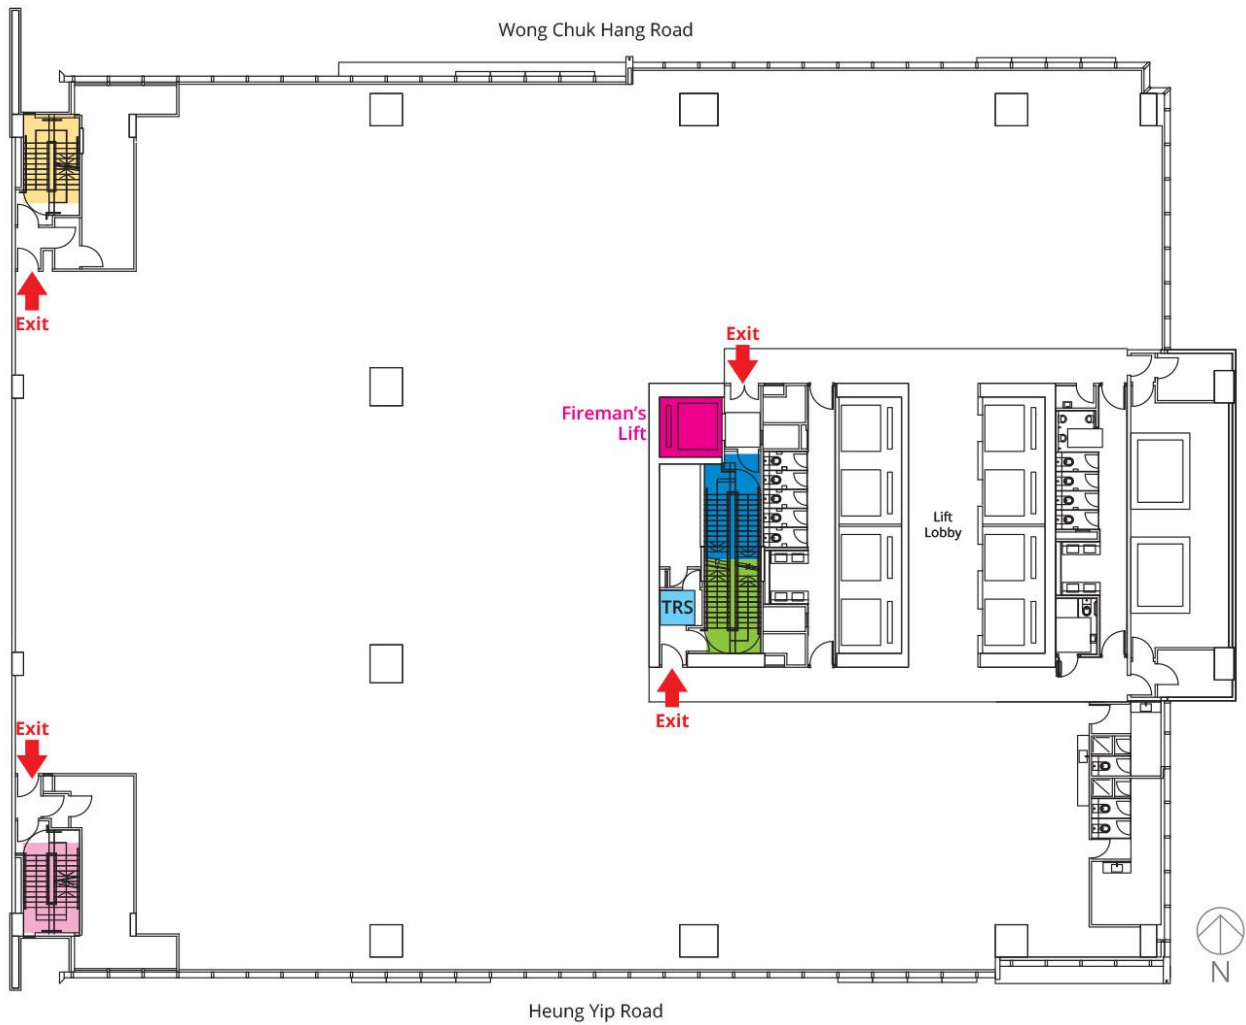 Wong Chuk Hang Road
Exit
Exit
Fireman's
Lift
Lift
Lobby
TRS
Exit
Exit
N
Heung Yip Road